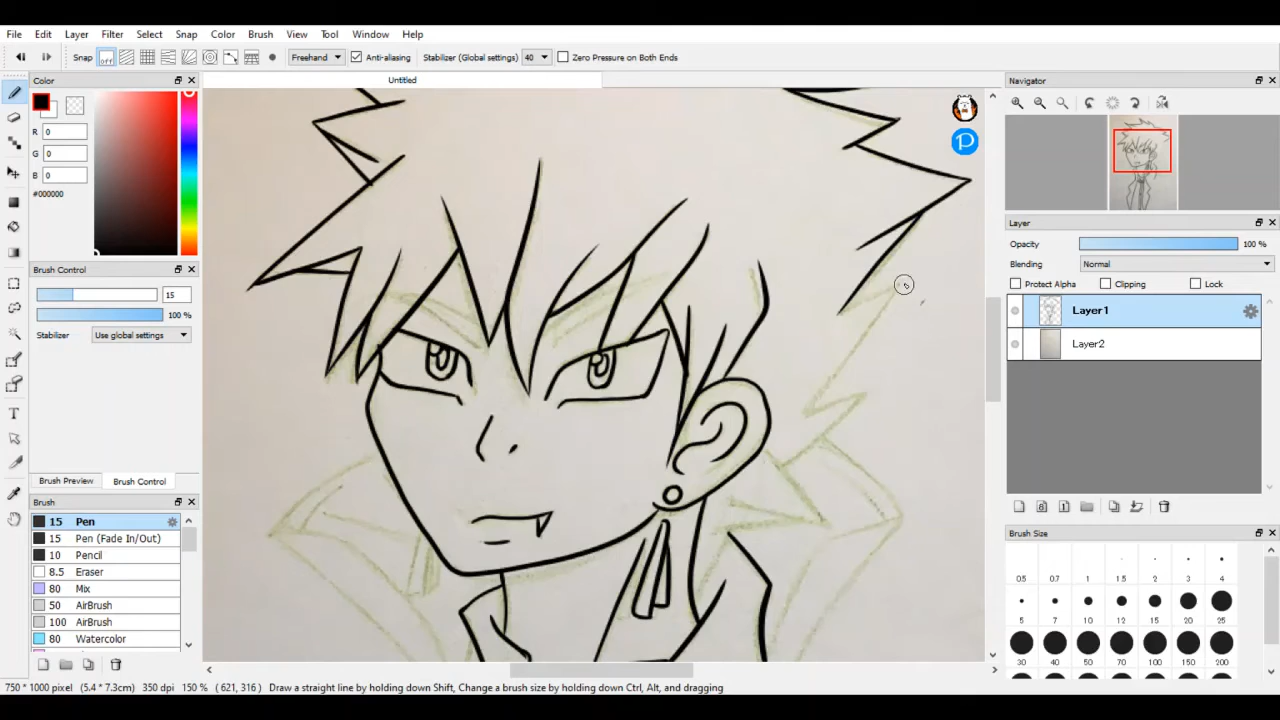 File Edit Layer Filter Select Snap Color Brush View Tool Window Help
Snap off Freehand Anti-aliasing Stabilizer (Global settings) 40 Zero Pressure on Both Ends
Color
Untitled
Navigator
R 0
G 0
B 0
#000000
Layer
Opacity 100 %
Blending Normal
Protect Alpha Clipping Lock
Layer1
Layer2
Brush Control
15
100 %
Stabilizer Use global settings
Brush Preview Brush Control
Brush
15 Pen
15 Pen (Fade In/Out)
10 Pencil
8.5 Eraser
80 Mix
50 AirBrush
100 AirBrush
80 Watercolor
Brush Size
0.5 0.7 1 1.5 2 3 4
5 7 10 12 15 20 25
30 40 50 70 100 150 200
750 * 1000 pixel (5.4 * 7.3cm) 350 dpi 150 % ( 621, 316 ) Draw a straight line by holding down Shift, Change a brush size by holding down Ctrl, Alt, and dragging